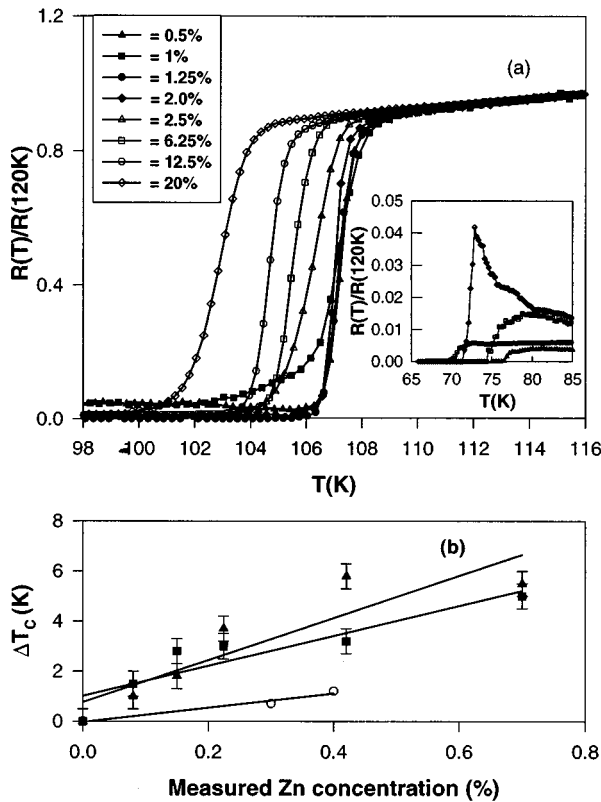 (a)
= 0.5%
= 1%
= 1.25%
= 2.0%
= 2.5%
= 6.25%
= 12.5%
= 20%
R(T)/R(120K)
1.2
0.8
0.4
0.0
98 100 102 104 106 108 110 112 114 116
T(K)
R(T)/R(120K)
0.05
0.04
0.03
0.02
0.01
0.00
65 70 75 80 85
T(K)
(b)
ΔTC (K)
8
6
4
2
0
0.0 0.2 0.4 0.6 0.8
Measured Zn concentration (%)